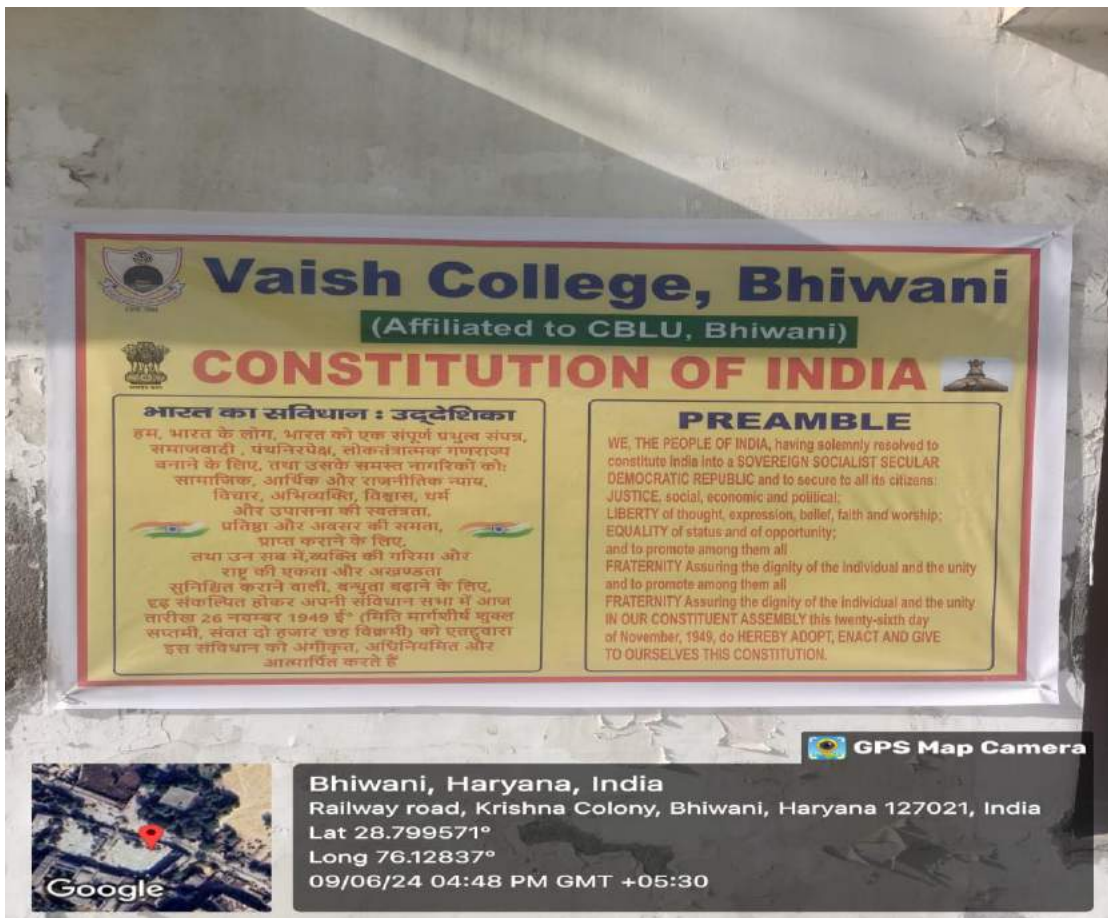 Vaish College, Bhiwani
(Affiliated to CBLU, Bhiwani)
CONSTITUTION OF INDIA
भारत का सविधान : उद्देशिका
हम, भारत के लोग, भारत को एक संपूर्ण प्रभुत्व संपन्न,
समाजवादी , पंथनिरपेक्ष, लोकतंत्रात्मक गणराज्य
बनाने के लिए, तथा उसके समस्त नागरिकों को:
सामाजिक, आर्थिक और राजनीतिक न्याय,
विचार, अभिव्यक्ति, विश्वास, धर्म
और उपासना की स्वतंत्रता,
प्रतिष्ठा और अवसर की समता,
प्राप्त कराने के लिए,
तथा उन सब में,व्यक्ति की गरिमा और
राष्ट्र की एकता और अखण्डता
सुनिश्चित कराने वाली, बन्धुता बढ़ाने के लिए,
दृढ़ संकल्पित होकर अपनी संविधान सभा में आज
तारीख 26 नवम्बर 1949 ई॰ (मिति मार्गशीर्ष शुक्ल
सप्तमी, संवत दो हजार छह विक्रमी) को एतद्द्वारा
इस संविधान को अंगीकृत, अधिनियमित और
आत्मार्पित करते हैं
PREAMBLE
WE, THE PEOPLE OF INDIA, having solemnly resolved to
constitute India into a SOVEREIGN SOCIALIST SECULAR
DEMOCRATIC REPUBLIC and to secure to all its citizens:
JUSTICE, social, economic and political;
LIBERTY of thought, expression, belief, faith and worship;
EQUALITY of status and of opportunity;
and to promote among them all
FRATERNITY Assuring the dignity of the individual and the unity
and to promote among them all
FRATERNITY Assuring the dignity of the individual and the unity
IN OUR CONSTITUENT ASSEMBLY this twenty-sixth day
of November, 1949, do HEREBY ADOPT, ENACT AND GIVE
TO OURSELVES THIS CONSTITUTION.
GPS Map Camera
Bhiwani, Haryana, India
Railway road, Krishna Colony, Bhiwani, Haryana 127021, India
Lat 28.799571°
Long 76.12837°
09/06/24 04:48 PM GMT +05:30
Google